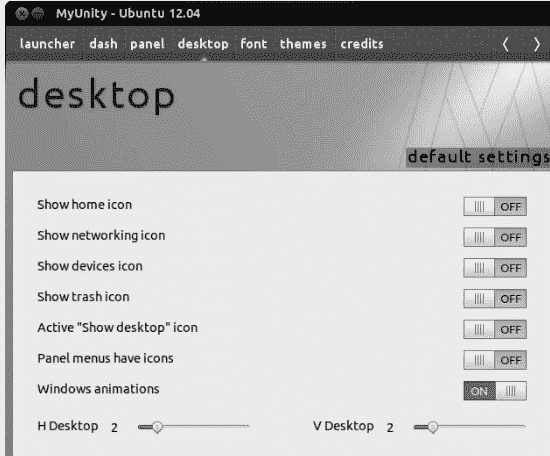 MyUnity - Ubuntu 12.04
launcher dash panel desktop font themes credits
desktop
default settings
Show home icon OFF
Show networking icon OFF
Show devices icon OFF
Show trash icon OFF
Active "Show desktop" icon OFF
Panel menus have icons OFF
Windows animations ON
H Desktop 2 V Desktop 2